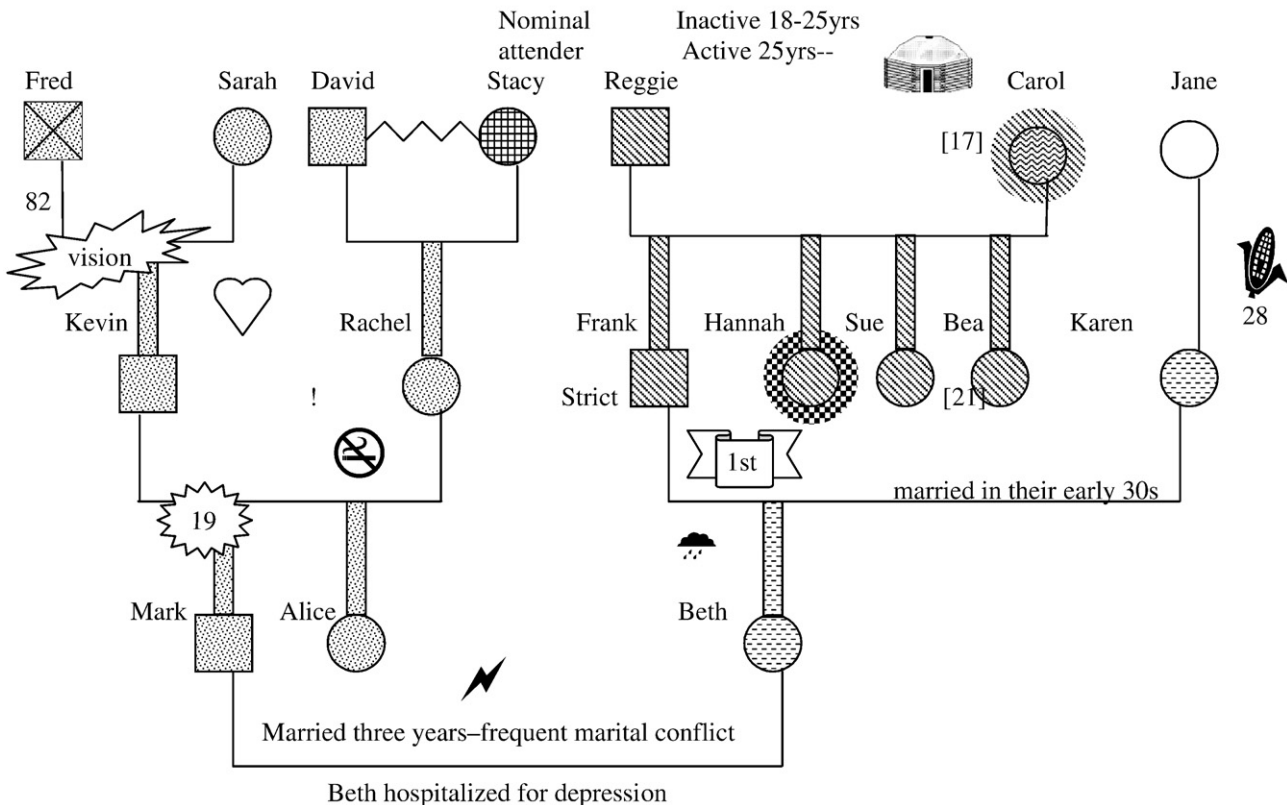 Nominal
attender
Inactive 18-25yrs
Active 25yrs--
Fred
Sarah
David
Stacy
Reggie
Carol
Jane
[17]
82
vision
28
Kevin
Rachel
Frank
Hannah
Sue
Bea
Karen
!
Strict
[21]
1st
married in their early 30s
19
Mark
Alice
Beth
Married three years–frequent marital conflict
Beth hospitalized for depression